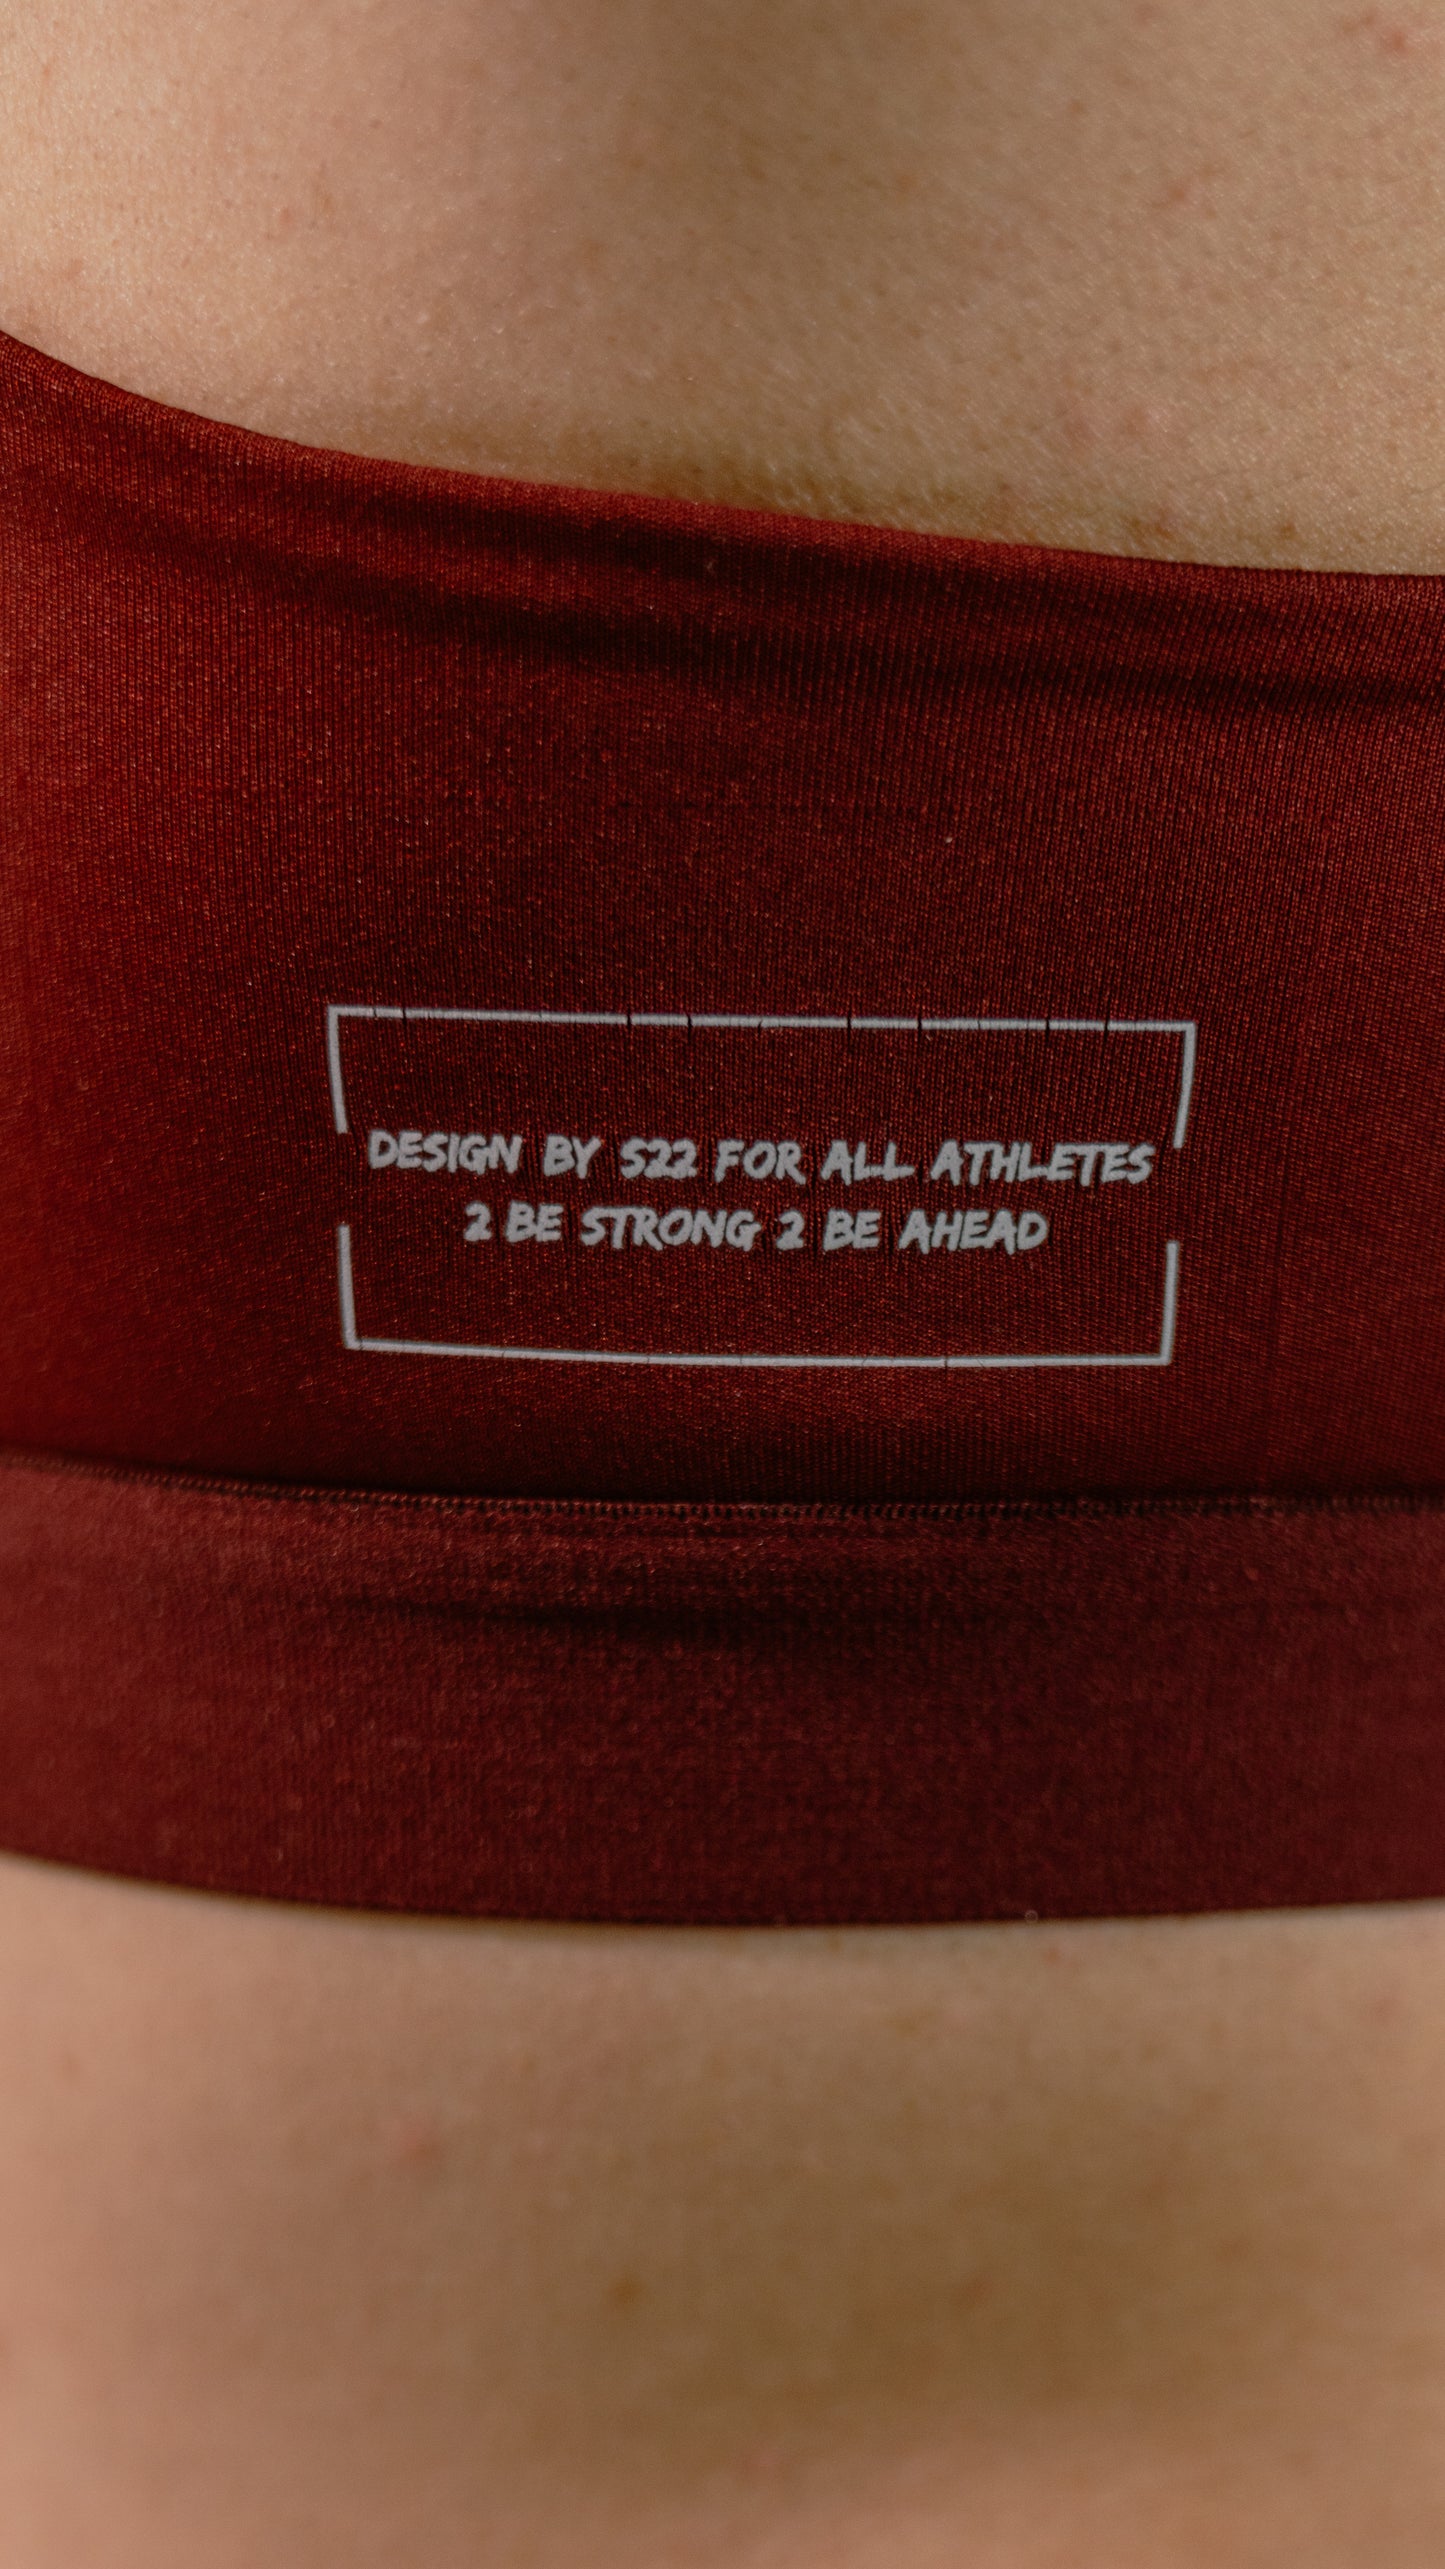 DESIGN BY S22 FOR ALL ATHLETES
2 BE STRONG 2 BE AHEAD